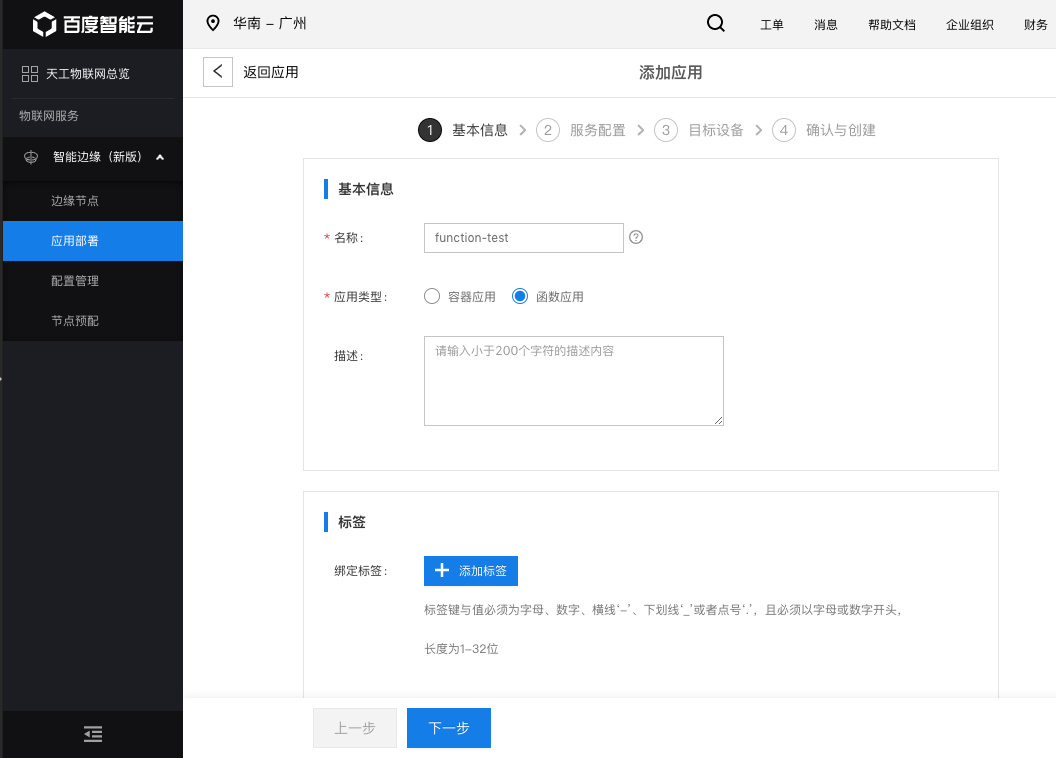 百度智能云
华南 – 广州
工单
消息
帮助文档
企业组织
财务
天工物联网总览
物联网服务
智能边缘（新版）
边缘节点
应用部署
配置管理
节点预配
返回应用
添加应用
1 基本信息
2 服务配置
3 目标设备
4 确认与创建
基本信息
* 名称：
function-test
?
* 应用类型：
容器应用
函数应用
描述：
请输入小于200个字符的描述内容
标签
绑定标签：
添加标签
标签键与值必须为字母、数字、横线‘–’、下划线‘_’或者点号‘.’，且必须以字母或数字开头，
长度为1–32位
上一步
下一步